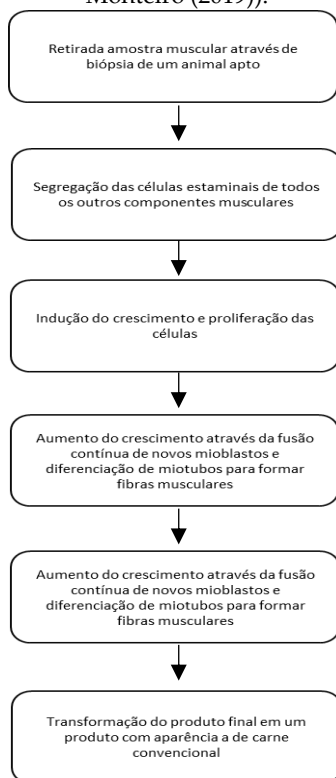 Monteiro (2019)).
Retirada amostra muscular através de
biópsia de um animal apto
Segregação das células estaminais de todos
os outros componentes musculares
Indução do crescimento e proliferação das
células
Aumento do crescimento através da fusão
contínua de novos mioblastos e
diferenciação de miotubos para formar
fibras musculares
Aumento do crescimento através da fusão
contínua de novos mioblastos e
diferenciação de miotubos para formar
fibras musculares
Transformação do produto final em um
produto com aparência a de carne
convencional